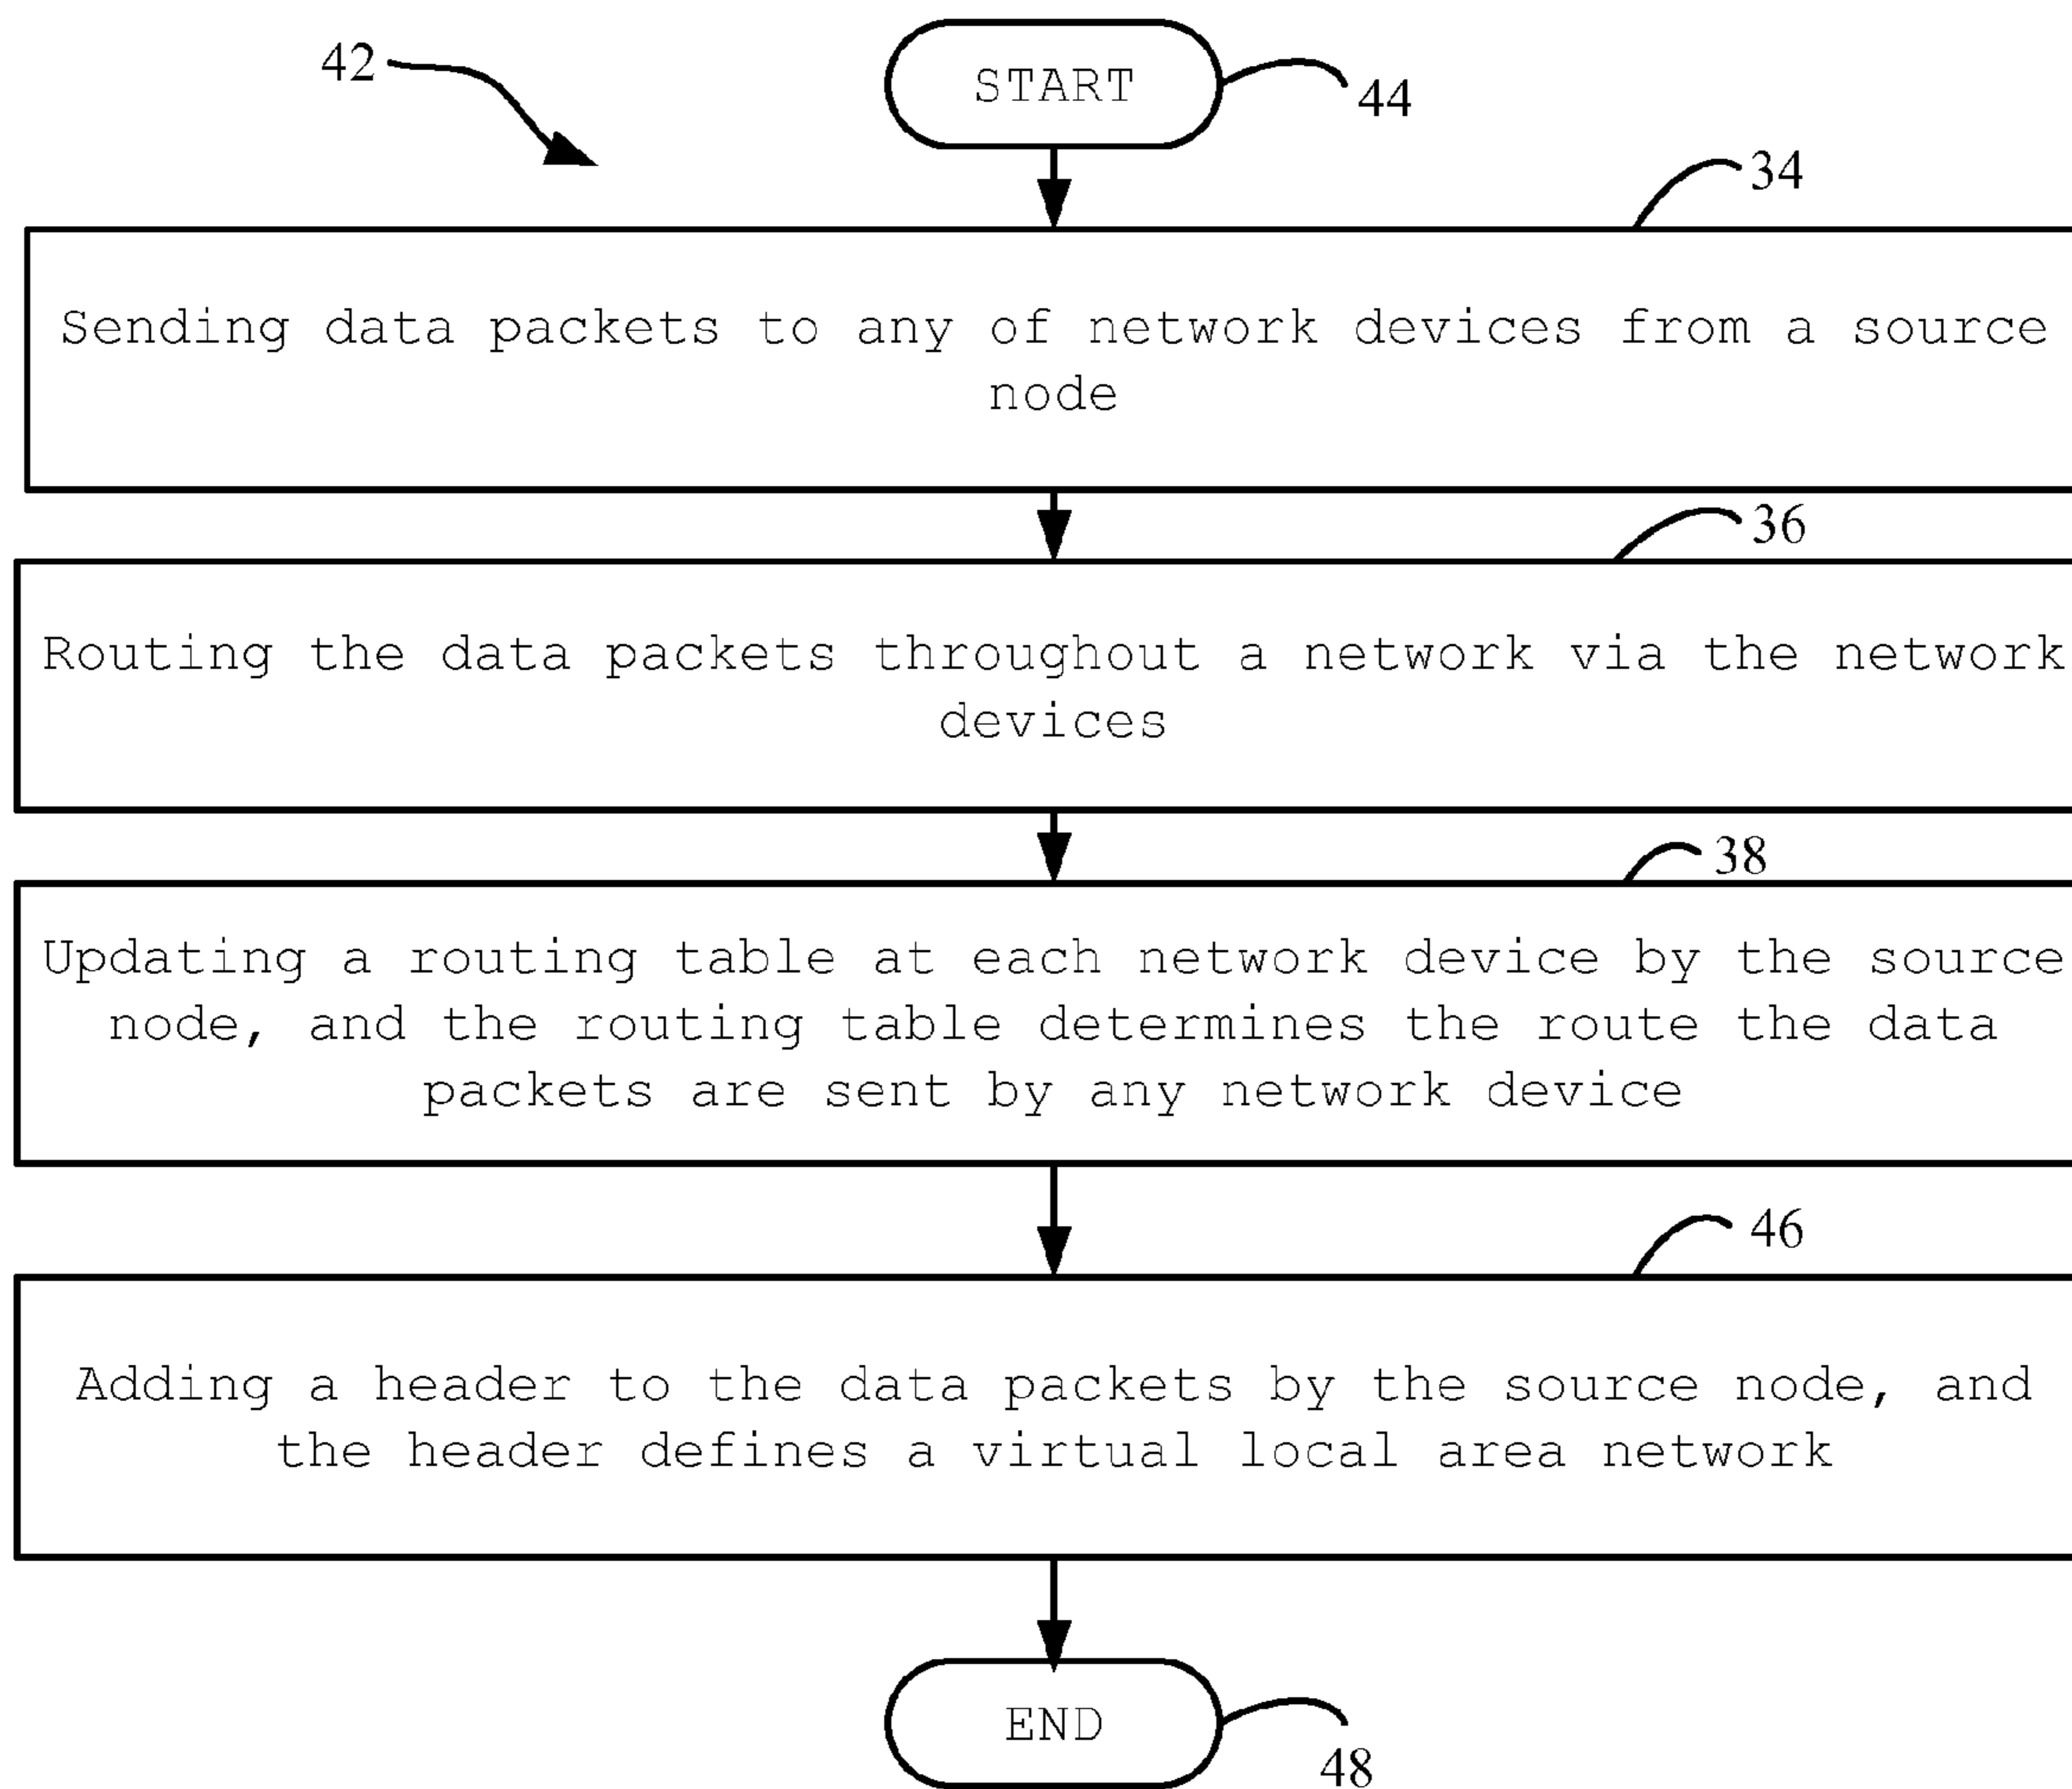 42
START
44
34
Sending data packets to any of network devices from a source
node
36
Routing the data packets throughout a network via the network
devices
38
Updating a routing table at each network device by the source
node, and the routing table determines the route the data
packets are sent by any network device
46
Adding a header to the data packets by the source node, and
the header defines a virtual local area network
END
48